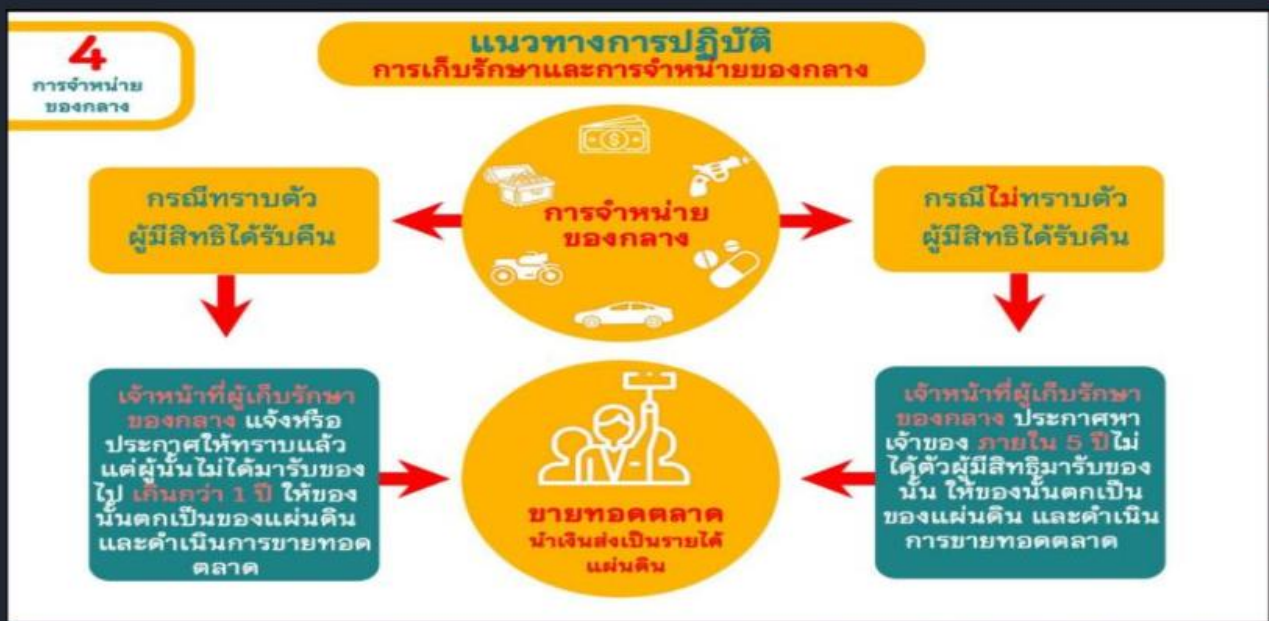 4
การจำหน่าย
ของกลาง
แนวทางการปฏิบัติ
การเก็บรักษาและการจำหน่ายของกลาง
การจำหน่าย
ของกลาง
กรณีทราบตัว
ผู้มีสิทธิได้รับคืน
กรณีไม่ทราบตัว
ผู้มีสิทธิได้รับคืน
เจ้าหน้าที่ผู้เก็บรักษา
ของกลาง แจ้งหรือ
ประกาศให้ทราบแล้ว
แต่ผู้นั้นไม่ได้มารับของ
ไป เกินกว่า 1 ปี ให้ของ
นั้นตกเป็นของแผ่นดิน
และดำเนินการขายทอด
ตลาด
ขายทอดตลาด
นำเงินส่งเป็นรายได้
แผ่นดิน
เจ้าหน้าที่ผู้เก็บรักษา
ของกลาง ประกาศหา
เจ้าของ ภายใน 5 ปีไม่
ได้ตัวผู้มีสิทธิมารับของ
นั้น ให้ของนั้นตกเป็น
ของแผ่นดิน และดำเนิน
การขายทอดตลาด